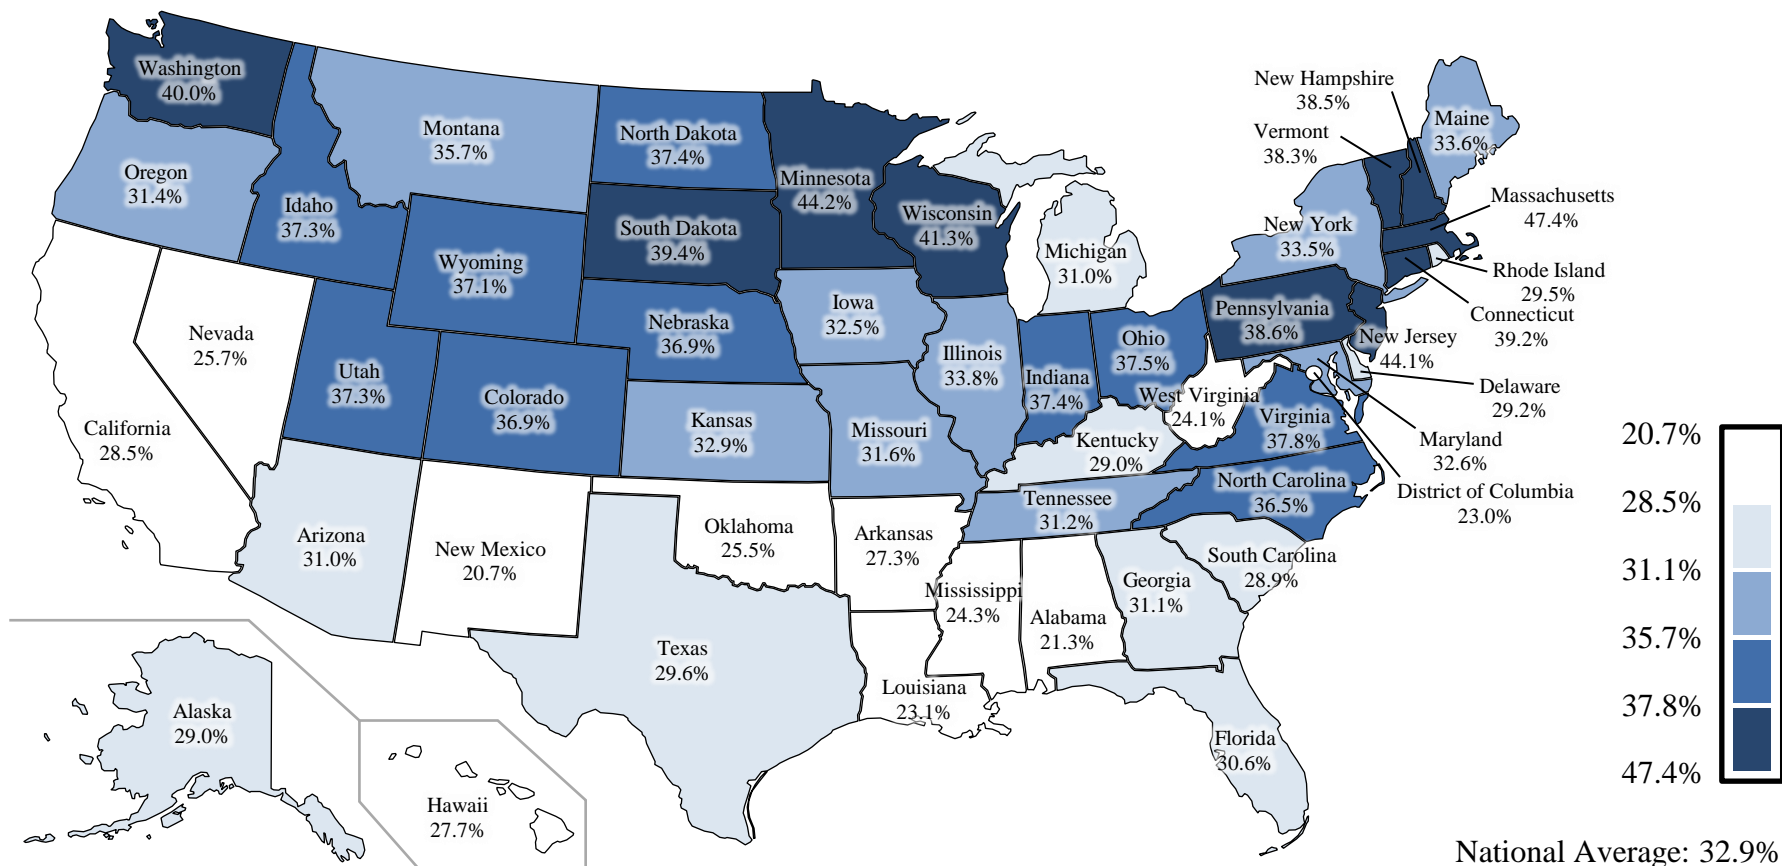 Washington
40.0%
Montana
35.7%
North Dakota
37.4%
Minnesota
44.2%
New Hampshire
38.5%
Vermont
38.3%
Maine
33.6%
Oregon
31.4%
Idaho
37.3%
Wyoming
37.1%
South Dakota
39.4%
Wisconsin
41.3%
Michigan
31.0%
New York
33.5%
Massachusetts
47.4%
Rhode Island
29.5%
Connecticut
39.2%
Nevada
25.7%
Utah
37.3%
Colorado
36.9%
Nebraska
36.9%
Iowa
32.5%
Illinois
33.8%
Indiana
37.4%
Ohio
37.5%
Pennsylvania
38.6%
New Jersey
44.1%
Delaware
29.2%
California
28.5%
Kansas
32.9%
Missouri
31.6%
Kentucky
29.0%
West Virginia
24.1%
Virginia
37.8%
Maryland
32.6%
District of Columbia
23.0%
Arizona
31.0%
New Mexico
20.7%
Oklahoma
25.5%
Arkansas
27.3%
Tennessee
31.2%
North Carolina
36.5%
South Carolina
28.9%
Texas
29.6%
Louisiana
23.1%
Mississippi
24.3%
Alabama
21.3%
Georgia
31.1%
Florida
30.6%
Alaska
29.0%
Hawaii
27.7%
20.7%
28.5%
31.1%
35.7%
37.8%
47.4%
National Average: 32.9%